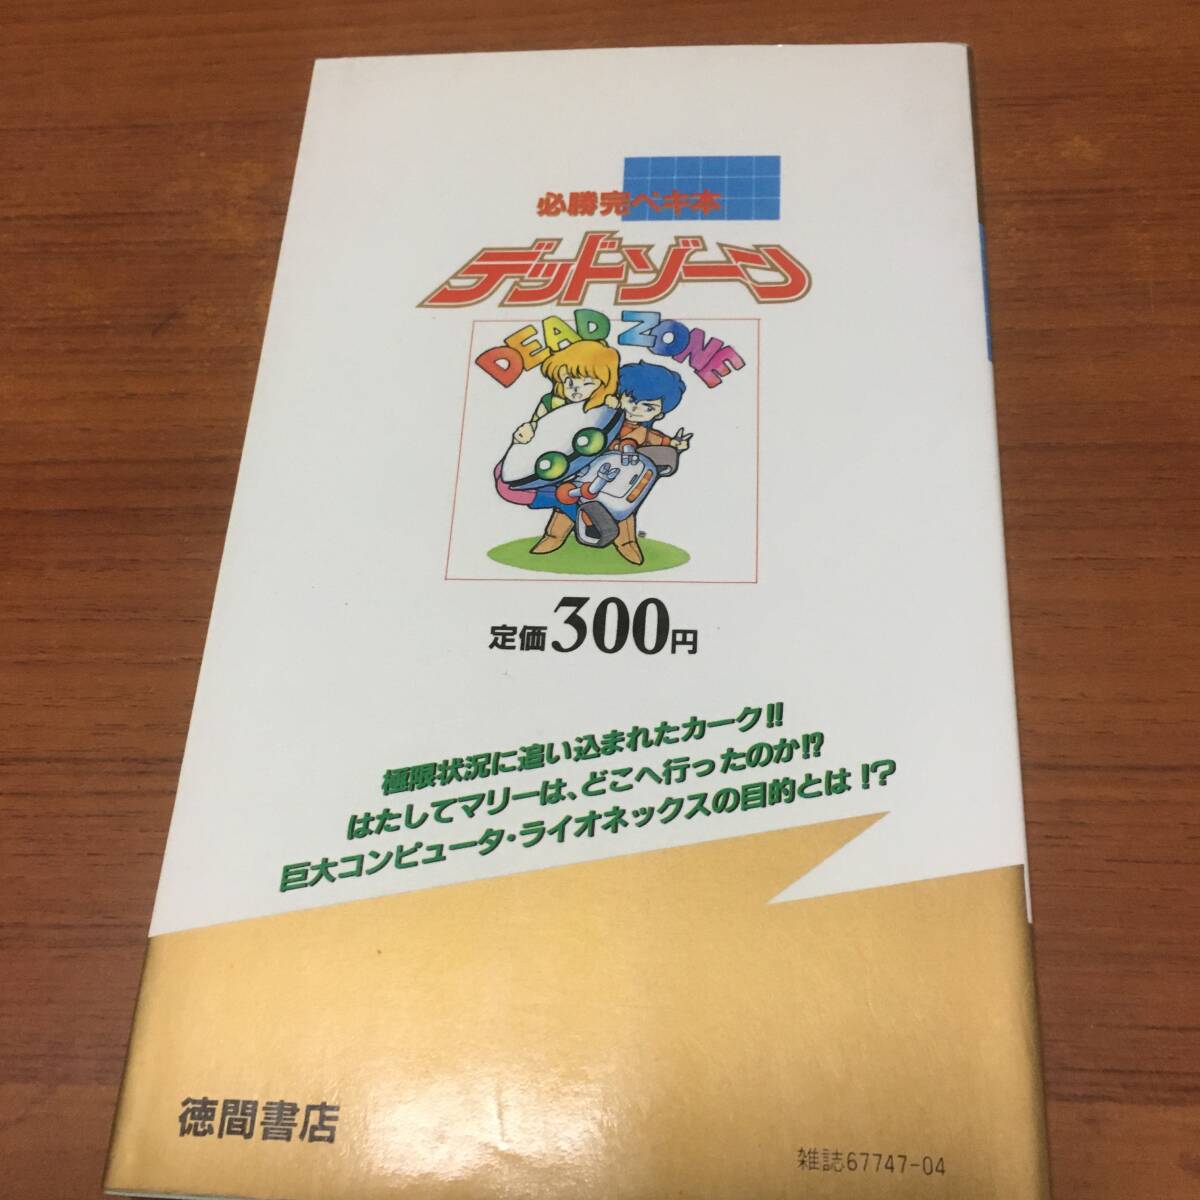 必勝完ペキ本
デッドゾーン
DEAD ZONE
定価300円
極限状況に追い込まれたカーク!!
はたしてマリーは、どこへ行ったのか!?
巨大コンピュータ・ライオネックスの目的とは!?
徳間書店
雑誌67747-04